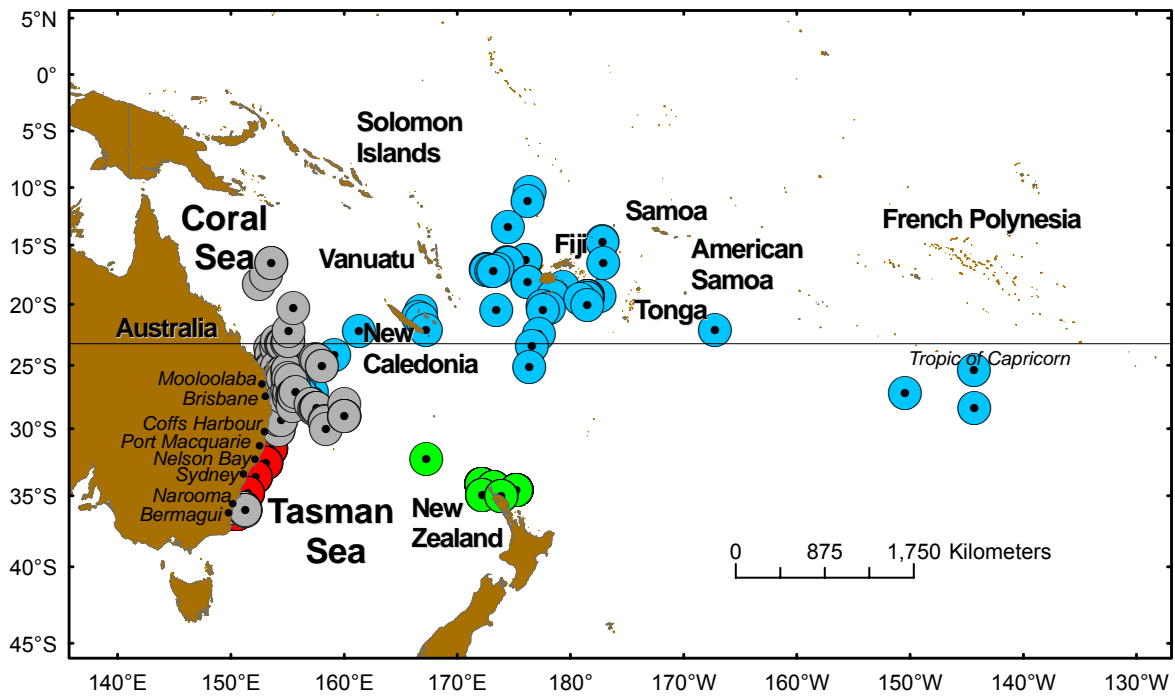 5°N
0°
5°S
10°S
15°S
20°S
25°S
30°S
35°S
40°S
45°S
Solomon
Islands
Coral
Sea
Vanuatu
Fiji
Samoa
American
Samoa
French Polynesia
Tonga
Australia
New
Caledonia
Tropic of Capricorn
Mooloolaba
Brisbane
Coffs Harbour
Port Macquarie
Nelson Bay
Sydney
Narooma
Bermagui
Tasman
Sea
New
Zealand
0 875 1,750 Kilometers
140°E 150°E 160°E 170°E 180° 170°W 160°W 150°W 140°W 130°W